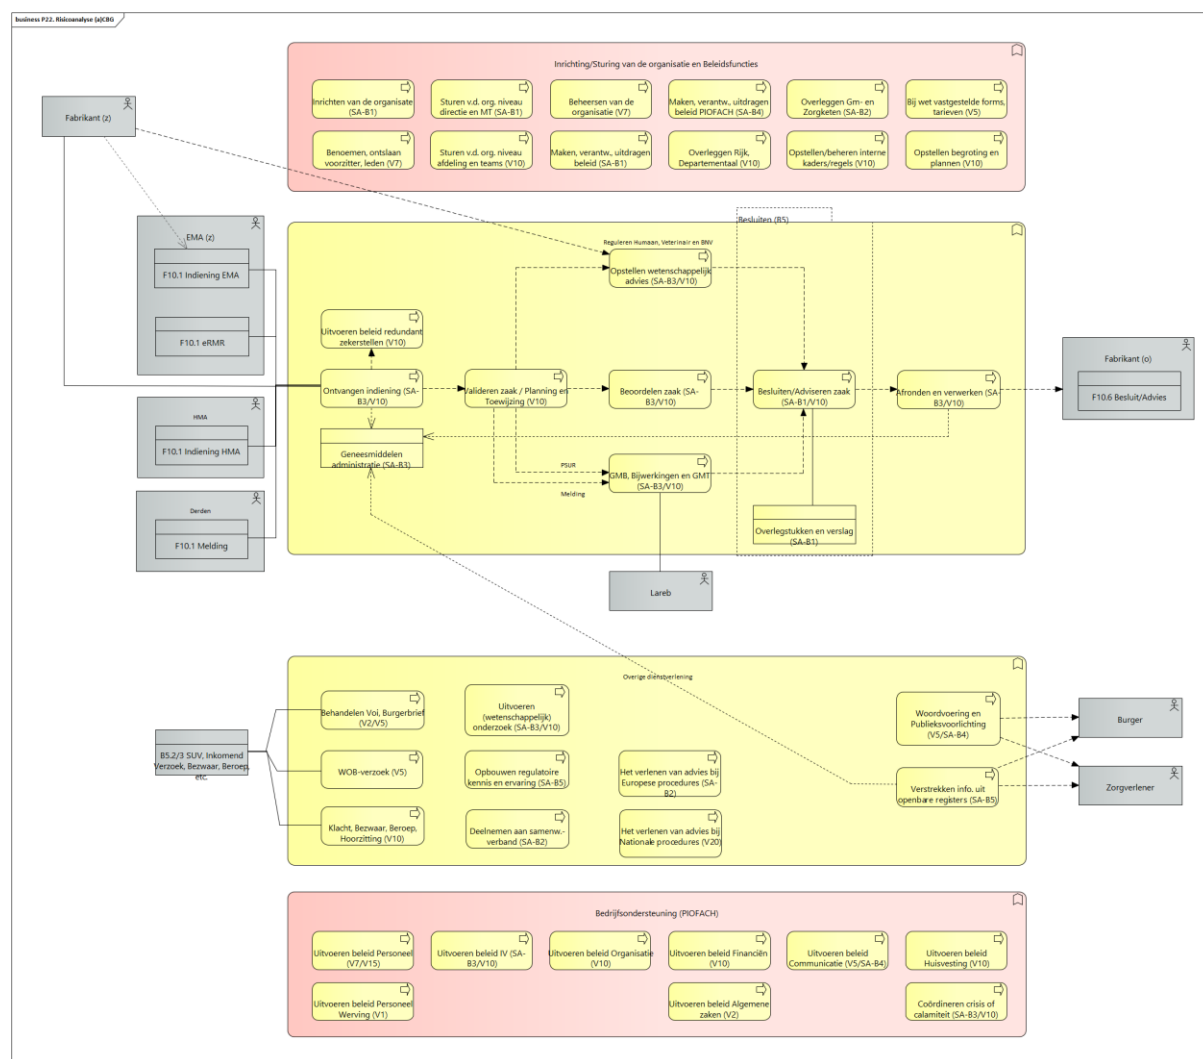 business P22. Risicoanalyse (a)CBG
Inrichting/Sturing van de organisatie en Beleidsfuncties
Inrichten van de organisate
(SA-B1)
Sturen v.d. org. niveau
directie en MT (SA-B1)
Beheersen van de
organisatie (V7)
Maken, verantw., uitdragen
beleid PIOFACH (SA-B4)
Overleggen Gm- en
Zorgketen (SA-B2)
Bij wet vastgestelde forms,
tarieven (V5)
Benoemen, ontslaan
voorzitter, leden (V7)
Sturen v.d. org. niveau
afdeling en teams (V10)
Maken, verantw., uitdragen
beleid (SA-B1)
Overleggen Rijk,
Departementaal (V10)
Opstellen/beheren interne
kaders/regels (V10)
Opstellen begroting en
plannen (V10)
Fabrikant (z)
EMA (z)
F10.1 Indiening EMA
F10.1 eRMR
HMA
F10.1 Indiening HMA
Derden
F10.1 Melding
Besluiten (B5)
Reguleren Humaan, Veterinair en BNV
Opstellen wetenschappelijk
advies (SA-B3/V10)
Uitvoeren beleid redundant
zekerstellen (V10)
Ontvangen indiening (SA-
B3/V10)
Valideren zaak / Planning en
Toewijzing (V10)
Beoordelen zaak (SA-
B3/V10)
Besluiten/Adviseren zaak
(SA-B1/V10)
Afronden en verwerken (SA-
B3/V10)
Fabrikant (o)
F10.6 Besluit/Advies
Geneesmiddelen
administratie (SA-B3)
PSUR
Melding
GMB, Bijwerkingen en GMT
(SA-B3/V10)
Overlegstukken en verslag
(SA-B1)
Lareb
Overige dienstverlening
B5.2/3 SUV, Inkomend
Verzoek, Bezwaar, Beroep,
etc.
Behandelen Voi, Burgerbrief
(V2/V5)
Uitvoeren
(wetenschappelijk)
onderzoek (SA-B3/V10)
Woordvoering en
Publieksvoorlichting
(V5/SA-B4)
Burger
WOB-verzoek (V5)
Opbouwen regulatoire
kennis en ervaring (SA-B5)
Het verlenen van advies bij
Europese procedures (SA-
B2)
Verstrekken info. uit
openbare registers (SA-B5)
Zorgverlener
Klacht, Bezwaar, Beroep,
Hoorzitting (V10)
Deelnemen aan samenw.-
verband (SA-B2)
Het verlenen van advies bij
Nationale procedures (V20)
Bedrijfsondersteuning (PIOFACH)
Uitvoeren beleid Personeel
(V7/V15)
Uitvoeren beleid IV (SA-
B3/V10)
Uitvoeren beleid Organisatie
(V10)
Uitvoeren beleid Financiën
(V10)
Uitvoeren beleid
Communicatie (V5/SA-B4)
Uitvoeren beleid
Huisvesting (V10)
Uitvoeren beleid Personeel
Werving (V1)
Uitvoeren beleid Algemene
zaken (V2)
Coördineren crisis of
calamiteit (SA-B3/V10)